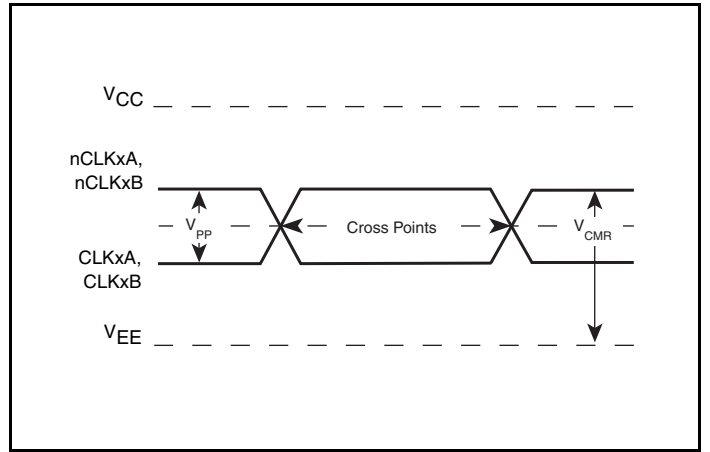 VCC
nCLKxA,
nCLKxB
VPP
Cross Points
VCMR
CLKxA,
CLKxB
VEE